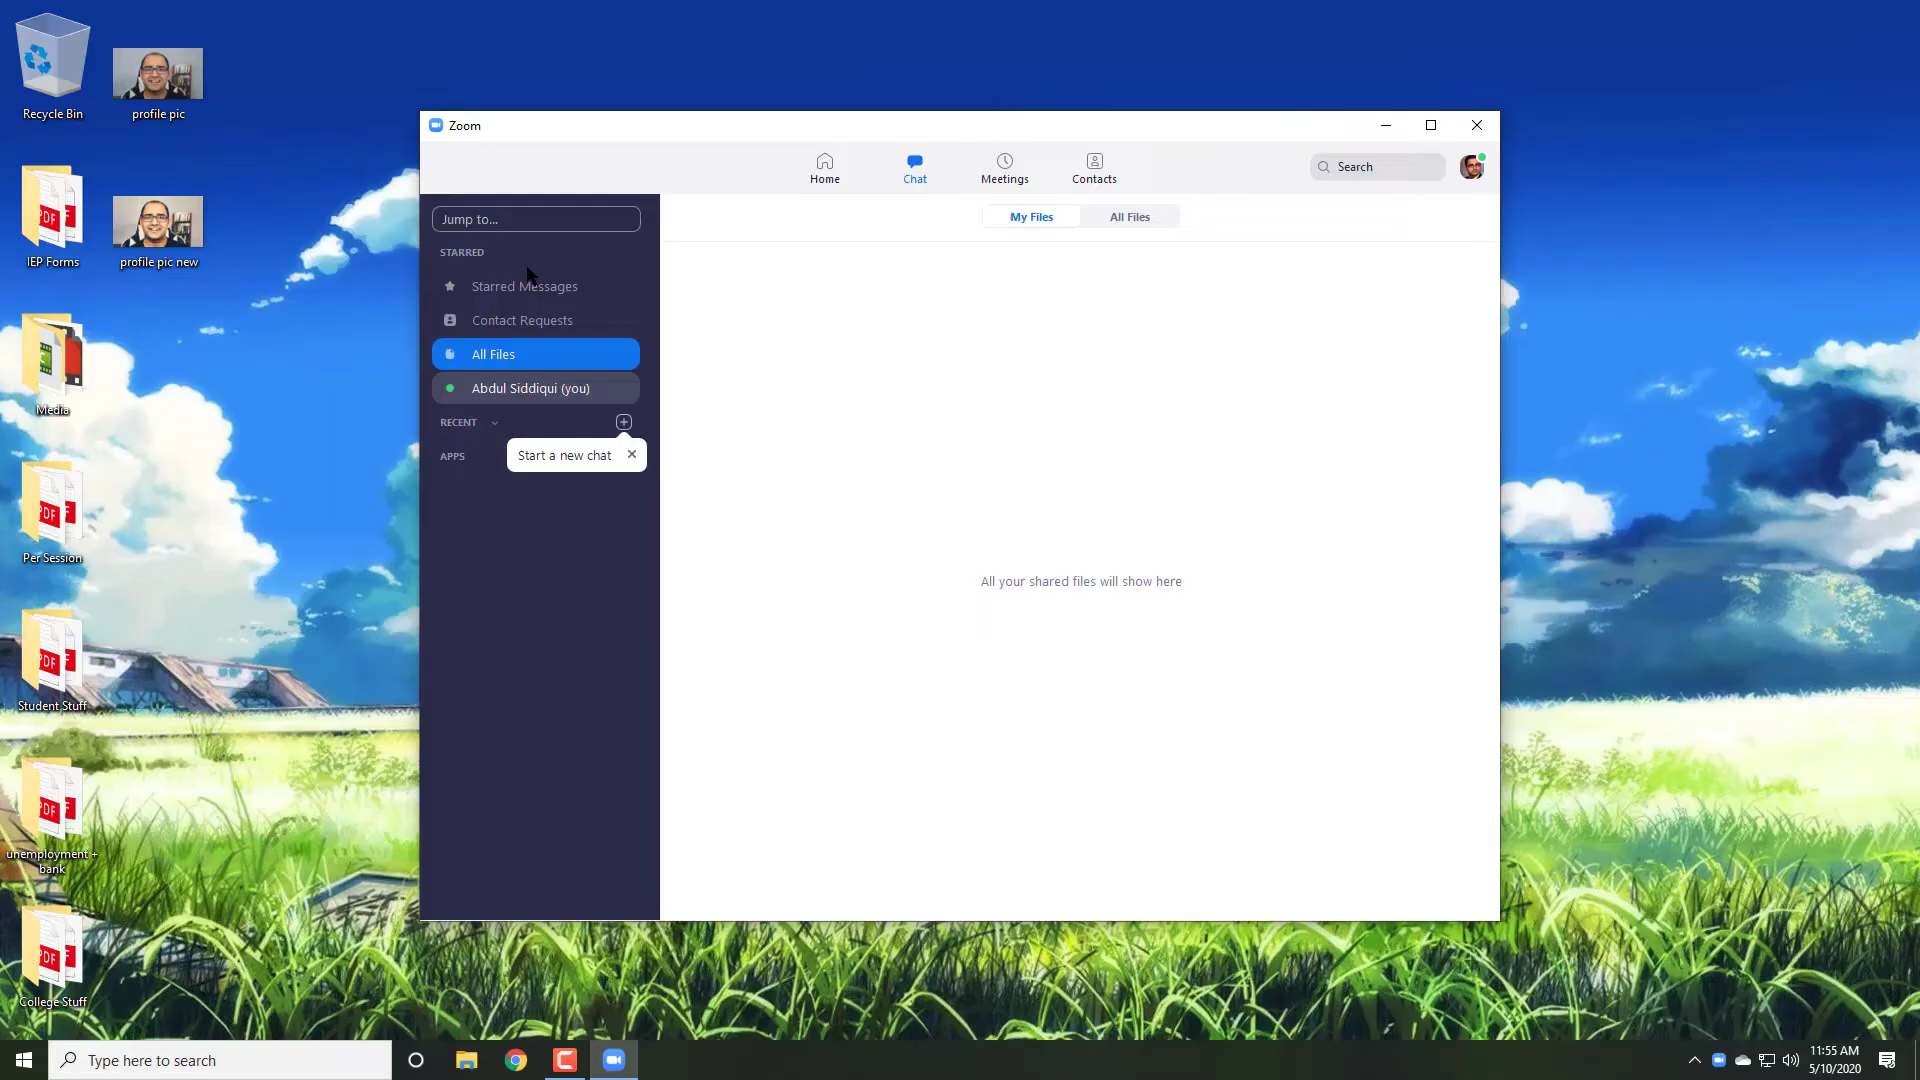 Recycle Bin
profile pic
IEP Forms
profile pic new
Media
Per Session
Student Stuff
unemployment +
bank
College Stuff
Zoom
Home
Chat
Meetings
Contacts
Search
Jump to...
STARRED
Starred Messages
Contact Requests
All Files
Abdul Siddiqui (you)
RECENT
APPS
Start a new chat
My Files
All Files
All your shared files will show here
Type here to search
11:55 AM
5/10/2020